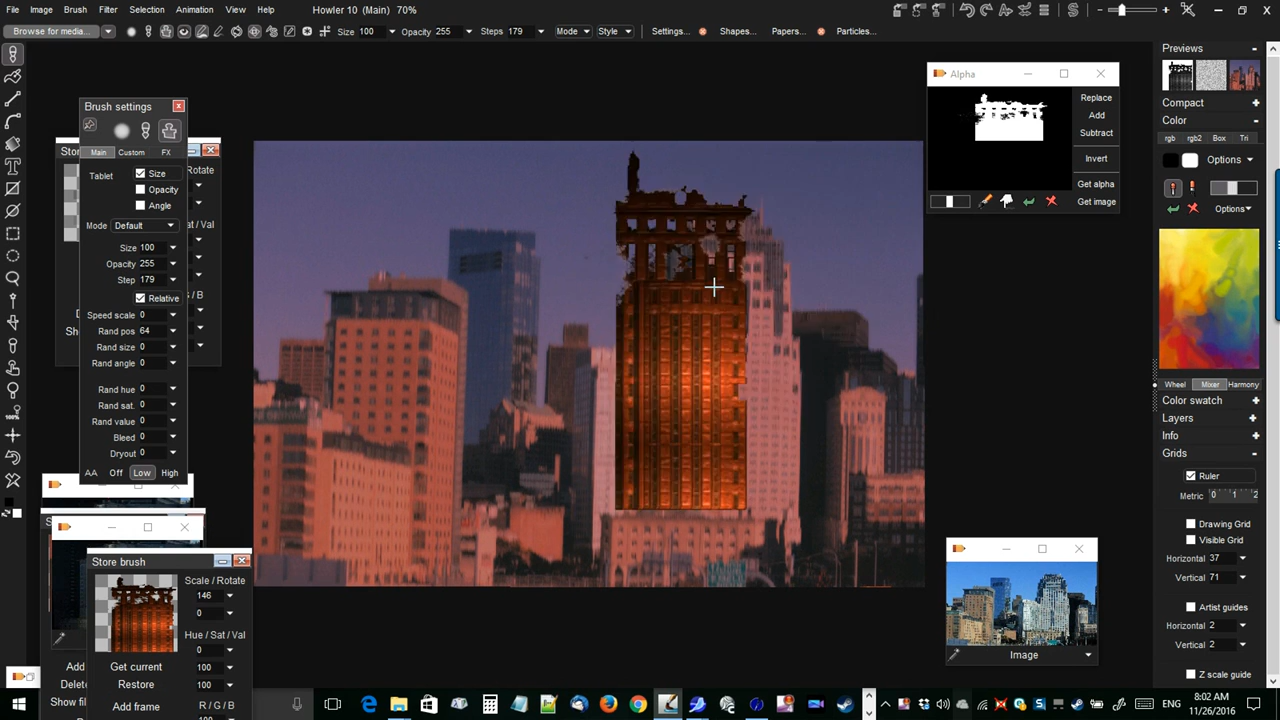 File Image Brush Filter Selection Animation View Help Howler 10 (Main) 70%
Browse for media... Size 100 Opacity 255 Steps 179 Mode Style Settings... Shapes... Papers... Particles...
Brush settings
Main Custom FX
Tablet Size
Opacity
Angle
Mode Default
Size 100
Opacity 255
Step 179
Relative
Speed scale 0
Rand pos 64
Rand size 0
Rand angle 0
Rand hue 0
Rand sat. 0
Rand value 0
Bleed 0
Dryout 0
AA Off Low High
Store brush
Scale / Rotate
146
0
Hue / Sat / Val
0
Get current 100
Restore 100
Add frame R / G / B
Alpha
Replace
Add
Subtract
Invert
Get alpha
Get image
Image
Previews
Compact
Color
rgb rgb2 Box Tri
Options
Options
Wheel Mixer Harmony
Color swatch
Layers
Info
Grids
Ruler
Metric 0 1 2
Drawing Grid
Visible Grid
Horizontal 37
Vertical 71
Artist guides
Horizontal 2
Vertical 2
Z scale guide
ENG
8:02 AM
11/26/2016